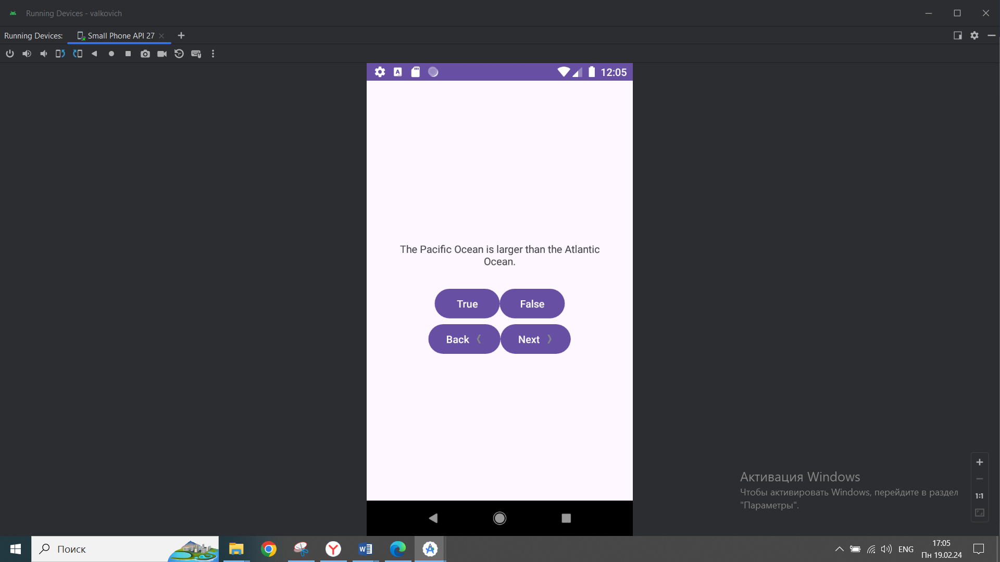 Running Devices - valkovich
Running Devices:
Small Phone API 27
A
12:05
The Pacific Ocean is larger than the Atlantic
Ocean.
True
False
Back
Next
Активация Windows
Чтобы активировать Windows, перейдите в раздел
"Параметры".
1:1
Поиск
ENG
17:05
Пн 19.02.24